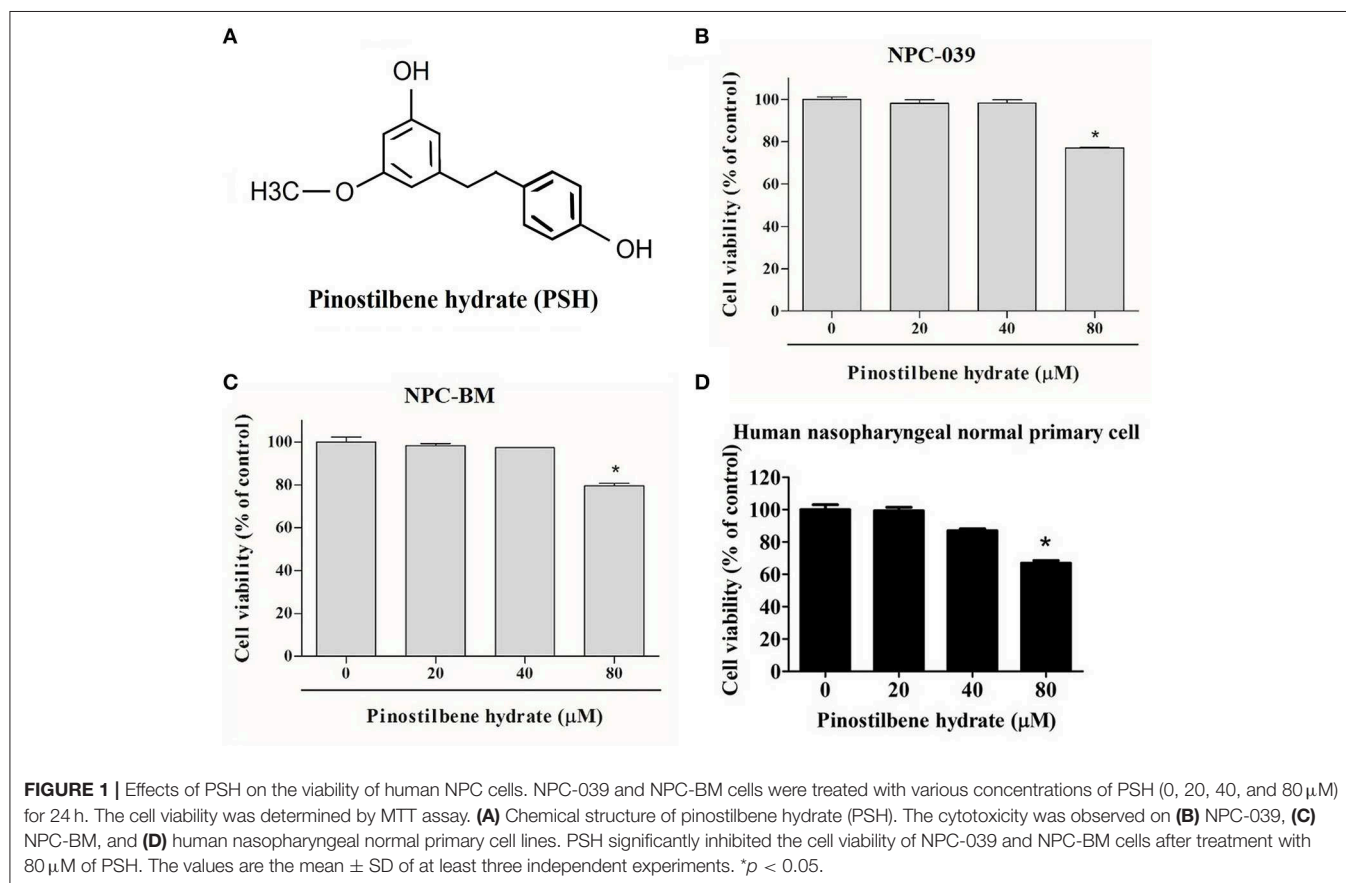 A
OH
H3C
O
OH
Pinostilbene hydrate (PSH)
B
NPC-039
Cell viability (% of control)
100
80
60
40
20
0
0 20 40 80
*
Pinostilbene hydrate (μM)
C
NPC-BM
Cell viability (% of control)
100
80
60
40
20
0
0 20 40 80
*
Pinostilbene hydrate (μM)
D
Human nasopharyngeal normal primary cell
Cell viability (% of control)
120
100
80
60
40
20
0
0 20 40 80
*
Pinostilbene hydrate (μM)
FIGURE 1 | Effects of PSH on the viability of human NPC cells. NPC-039 and NPC-BM cells were treated with various concentrations of PSH (0, 20, 40, and 80 μM)
for 24 h. The cell viability was determined by MTT assay. (A) Chemical structure of pinostilbene hydrate (PSH). The cytotoxicity was observed on (B) NPC-039, (C)
NPC-BM, and (D) human nasopharyngeal normal primary cell lines. PSH significantly inhibited the cell viability of NPC-039 and NPC-BM cells after treatment with
80 μM of PSH. The values are the mean ± SD of at least three independent experiments. *p < 0.05.